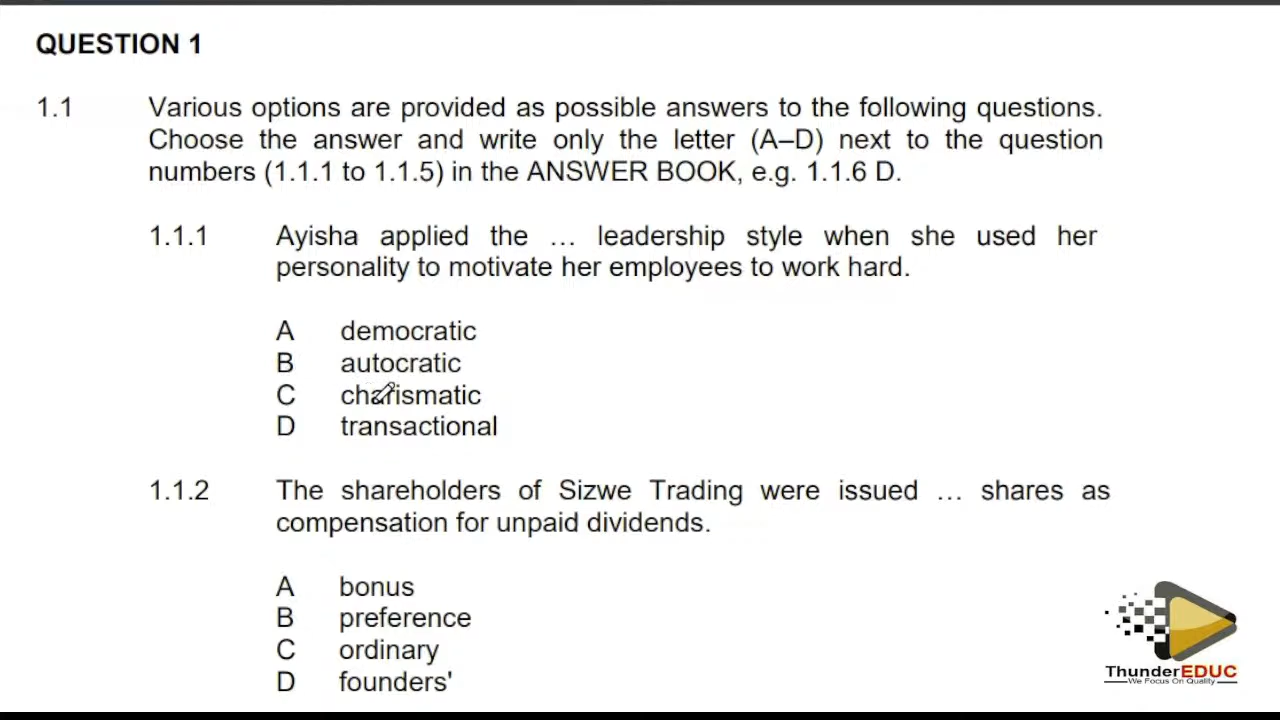 QUESTION 1
1.1 Various options are provided as possible answers to the following questions.
Choose the answer and write only the letter (A–D) next to the question
numbers (1.1.1 to 1.1.5) in the ANSWER BOOK, e.g. 1.1.6 D.
1.1.1 Ayisha applied the … leadership style when she used her
personality to motivate her employees to work hard.
A democratic
B autocratic
C charismatic
D transactional
1.1.2 The shareholders of Sizwe Trading were issued … shares as
compensation for unpaid dividends.
A bonus
B preference
C ordinary
D founders'
ThunderEDUC
We Focus On Quality